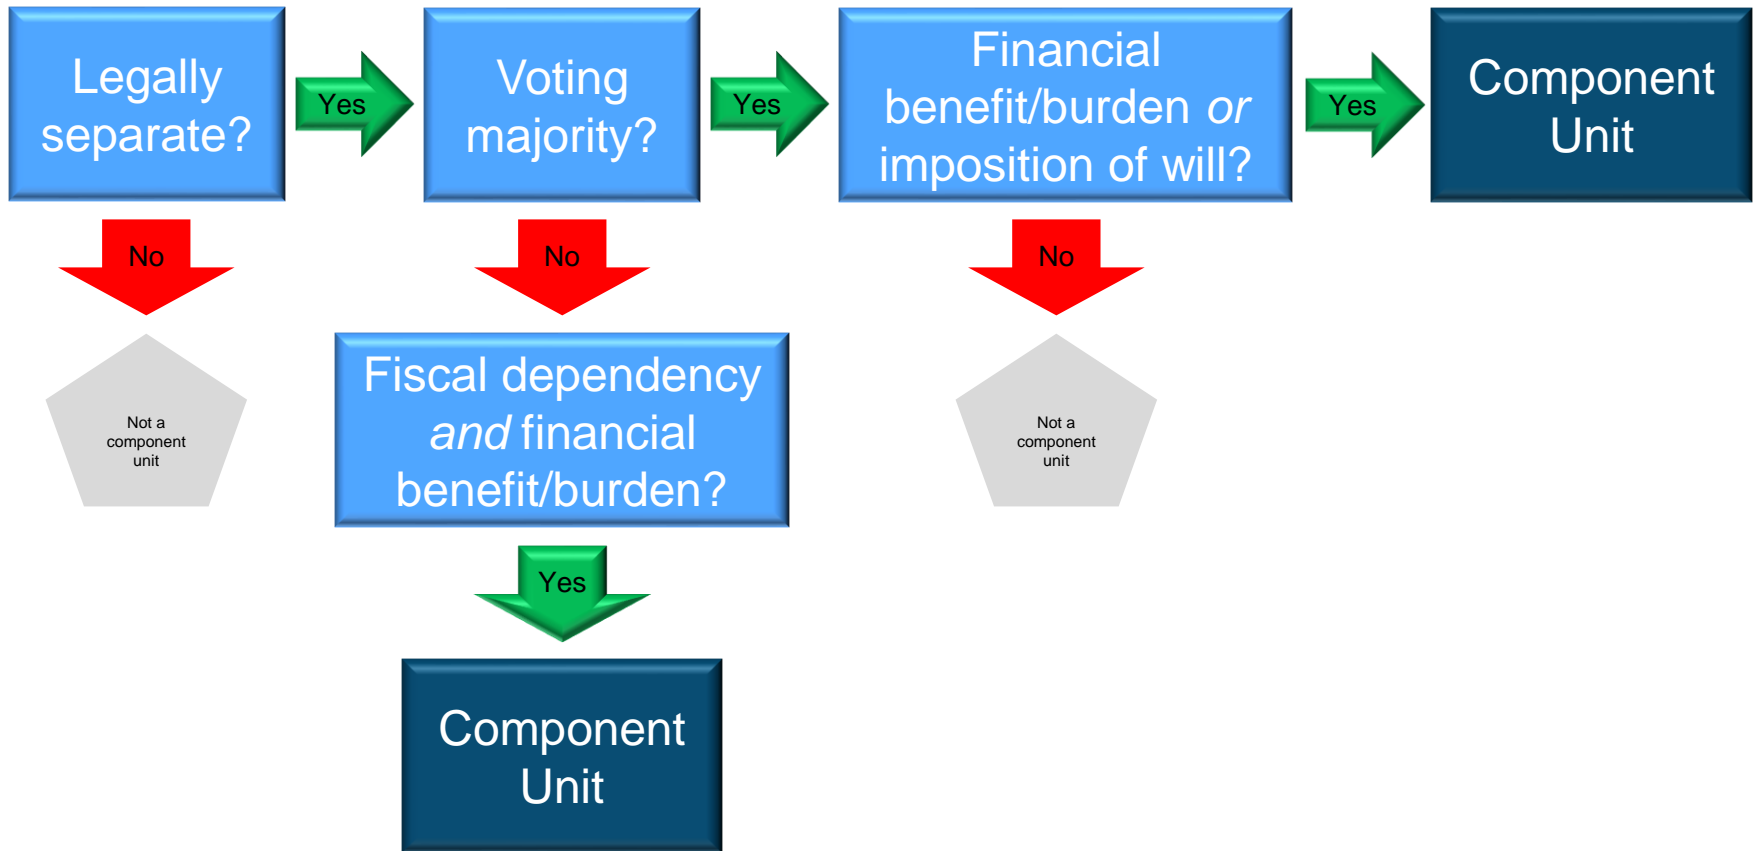 Legally
separate?
Yes
Voting
majority?
Yes
Financial
benefit/burden or
imposition of will?
Yes
Component
Unit
No
No
No
Not a
component
unit
Fiscal dependency
and financial
benefit/burden?
Not a
component
unit
Yes
Component
Unit